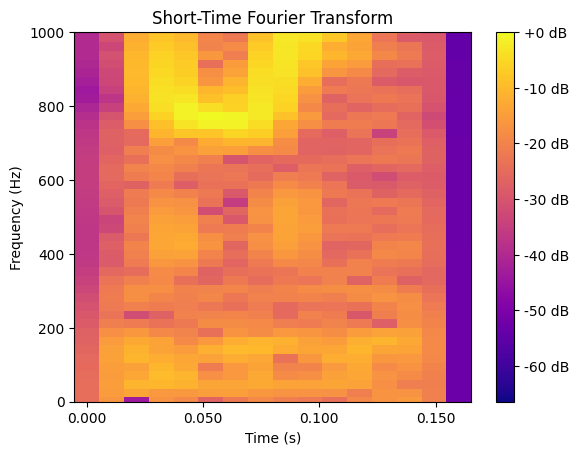 Short-Time Fourier Transform
1000
800
600
400
200
0
Frequency (Hz)
0.000
0.050
0.100
0.150
Time (s)
+0 dB
-10 dB
-20 dB
-30 dB
-40 dB
-50 dB
-60 dB